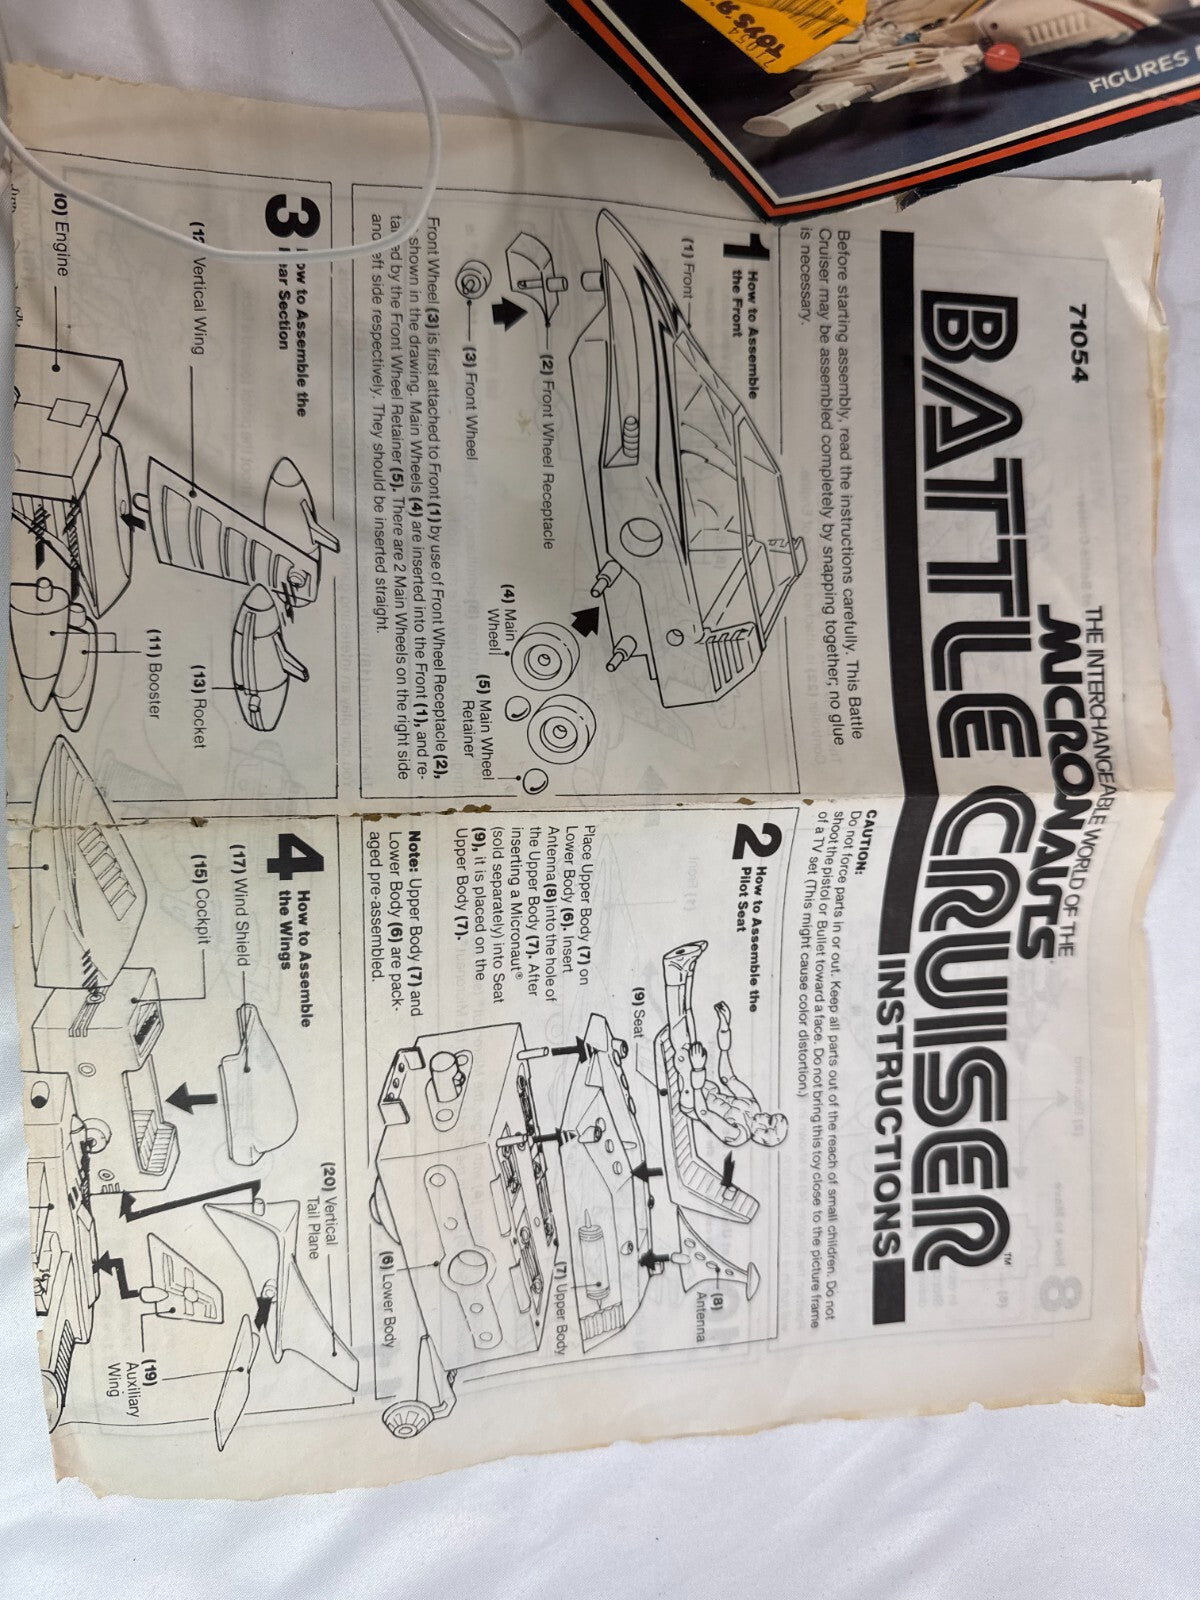 71054
THE INTERCHANGEABLE WORLD OF THE
MICRONAUTS
BATTLE CRUISER™
INSTRUCTIONS
Before starting assembly, read the instructions carefully. This Battle
Cruiser may be assembled completely by snapping together; no glue
is necessary.
CAUTION:
Do not force parts in or out. Keep all parts out of the reach of small children. Do not
shoot the pistol or Bullet toward a face. Do not bring this toy close to the picture frame
of a TV set (This might cause color distortion.)
1 How to Assemble
the Front
(1) Front
(2) Front Wheel Receptacle
(3) Front Wheel
(4) Main
Wheel
(5) Main Wheel
Retainer
Front Wheel (3) is first attached to Front (1) by use of Front Wheel Receptacle (2),
shown in the drawing. Main Wheels (4) are inserted into the Front (1), and re-
ta ed by the Front Wheel Retainer (5). There are 2 Main Wheels on the right side
and eft side respectively. They should be inserted straight.
2 How to Assemble the
Pilot Seat
(9) Seat
(8)
Antenna
(7) Upper Body
(6) Lower Body
Place Upper Body (7) on
Lower Body (6). Insert
Antenna (8) into the hole of
the Upper Body (7). After
inserting a Micronaut®
(sold separately) into Seat
(9), it is placed on the
Upper Body (7).
Note: Upper Body (7) and
Lower Body (6) are pack-
aged pre-assembled.
3 ow to Assemble the
ear Section
Vertical Wing
10) Engine
(11) Booster
(13) Rocket
4 How to Assemble
the Wings
(17) Wind Shield
(15) Cockpit
(20) Vertical
Tail Plane
(19)
Auxiliary
Wing
FIGURES
TOYS
8